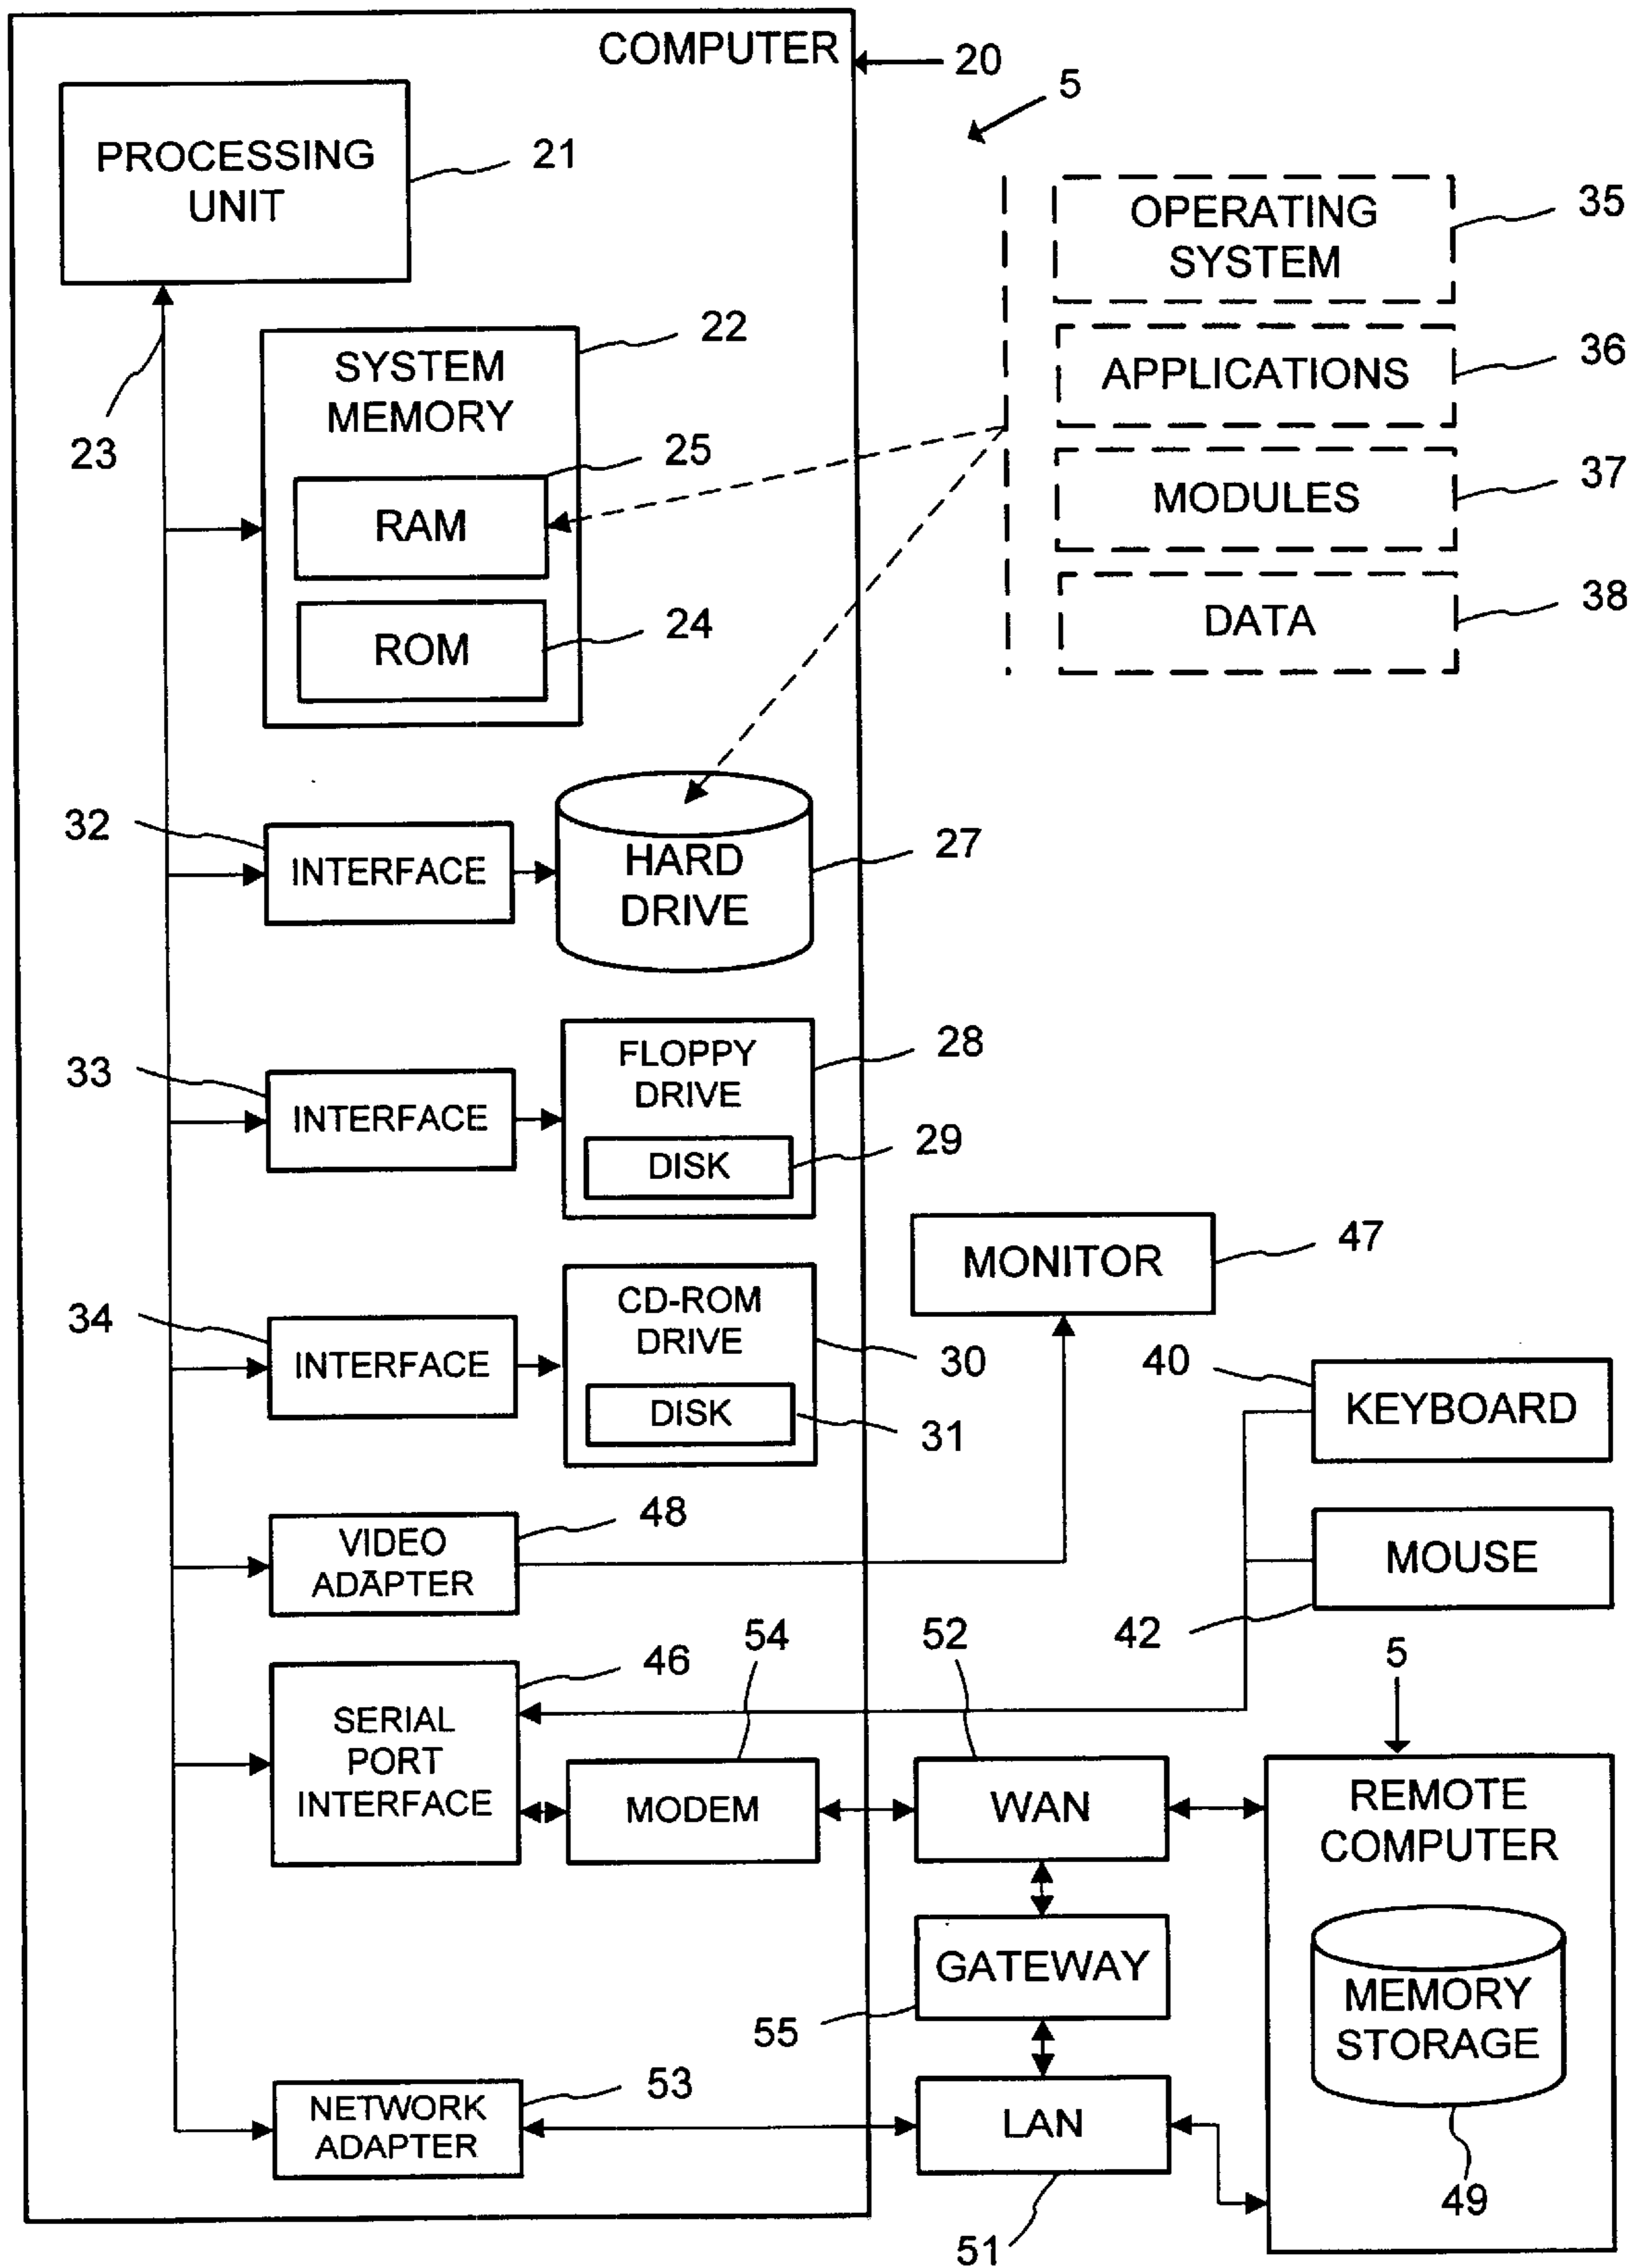 COMPUTER
20
5
PROCESSING
UNIT
21
OPERATING
SYSTEM
35
22
SYSTEM
MEMORY
APPLICATIONS
36
23
25
RAM
MODULES
37
24
ROM
DATA
38
32
INTERFACE
HARD
DRIVE
27
33
INTERFACE
FLOPPY
DRIVE
28
DISK
29
MONITOR
47
34
INTERFACE
CD-ROM
DRIVE
30
DISK
31
40
KEYBOARD
48
VIDEO
ADAPTER
MOUSE
42
46
54
52
5
SERIAL
PORT
INTERFACE
MODEM
WAN
REMOTE
COMPUTER
GATEWAY
55
MEMORY
STORAGE
53
NETWORK
ADAPTER
LAN
51
49